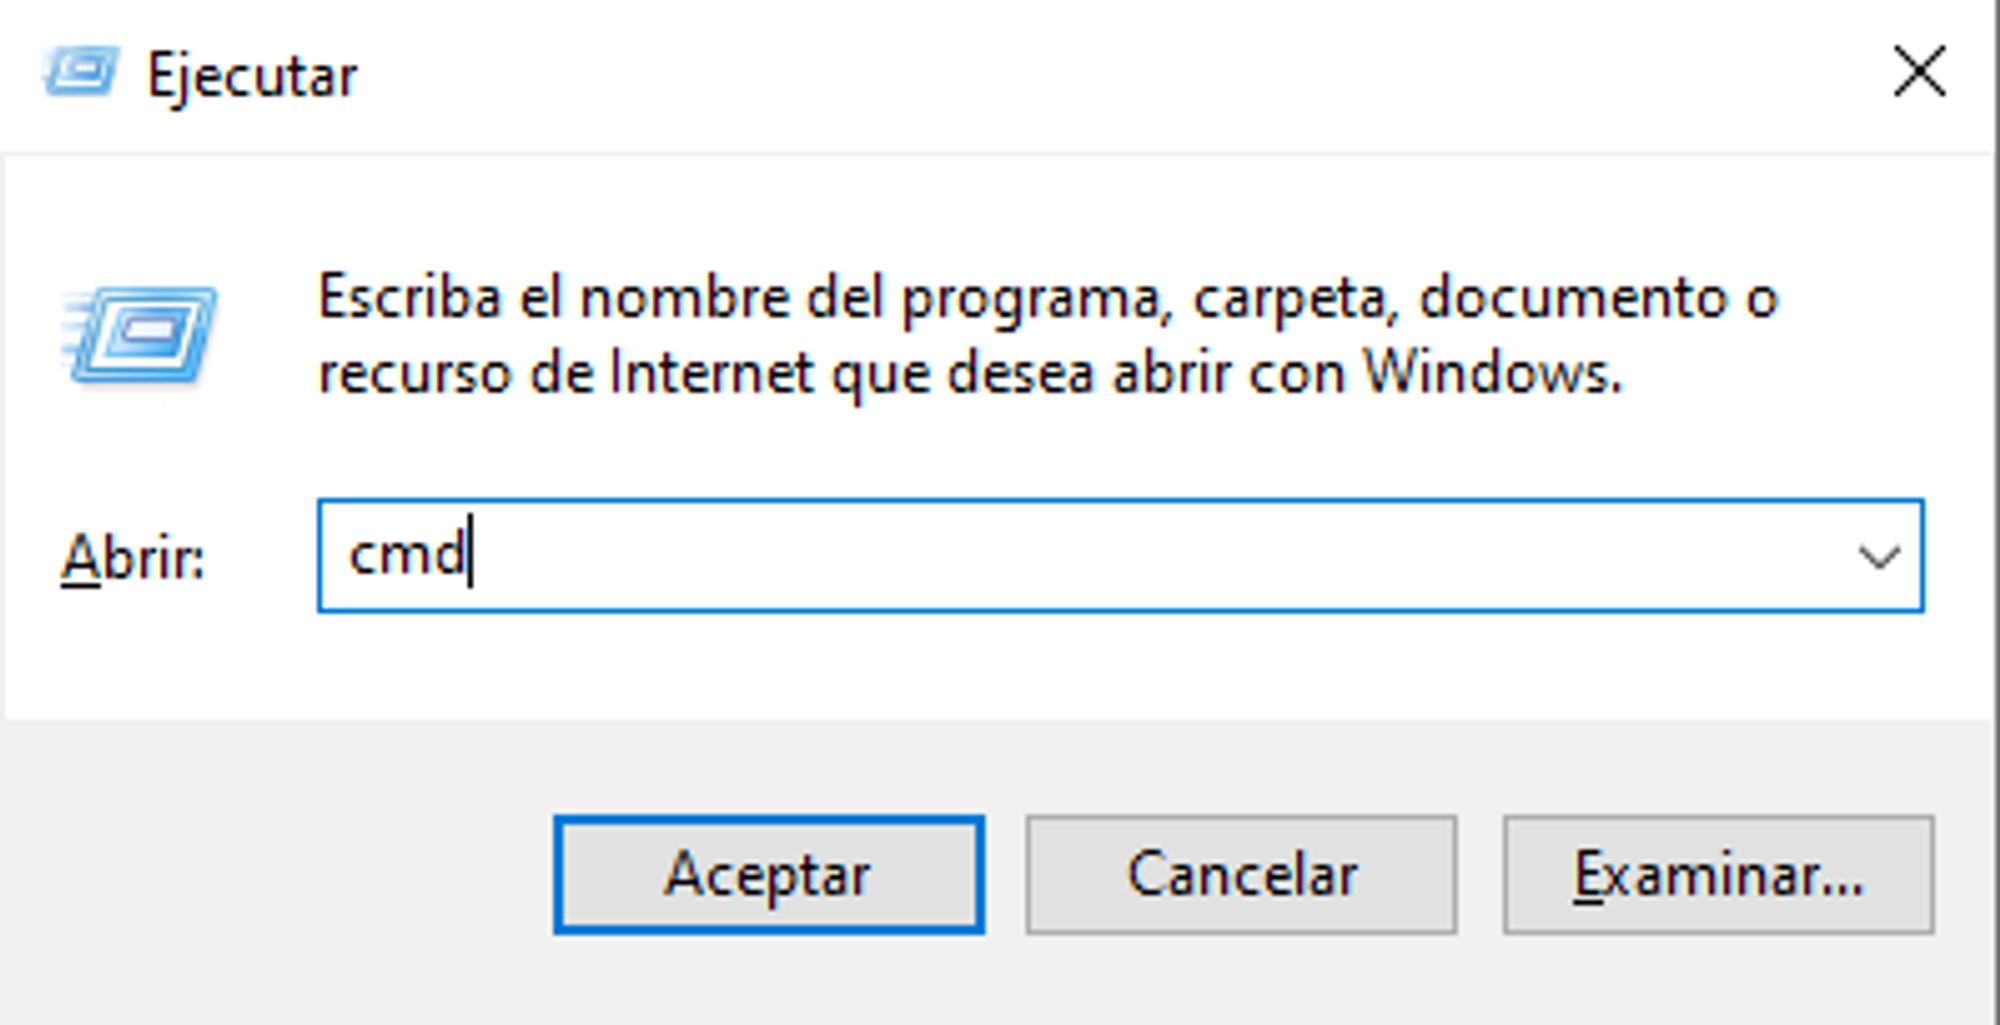 Ejecutar
Escriba el nombre del programa, carpeta, documento o
recurso de Internet que desea abrir con Windows.
Abrir: cmd
Aceptar Cancelar Examinar...